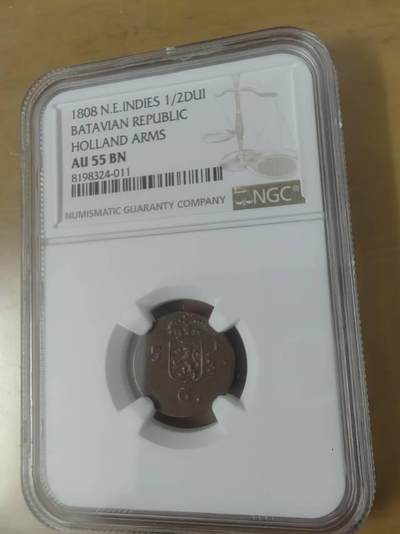 1808 N.E.INDIES 1/2DUI
BATAVIAN REPUBLIC
HOLLAND ARMS
AU 55 BN
8198324-011
NGC®
NUMISMATIC GUARANTY COMPANY